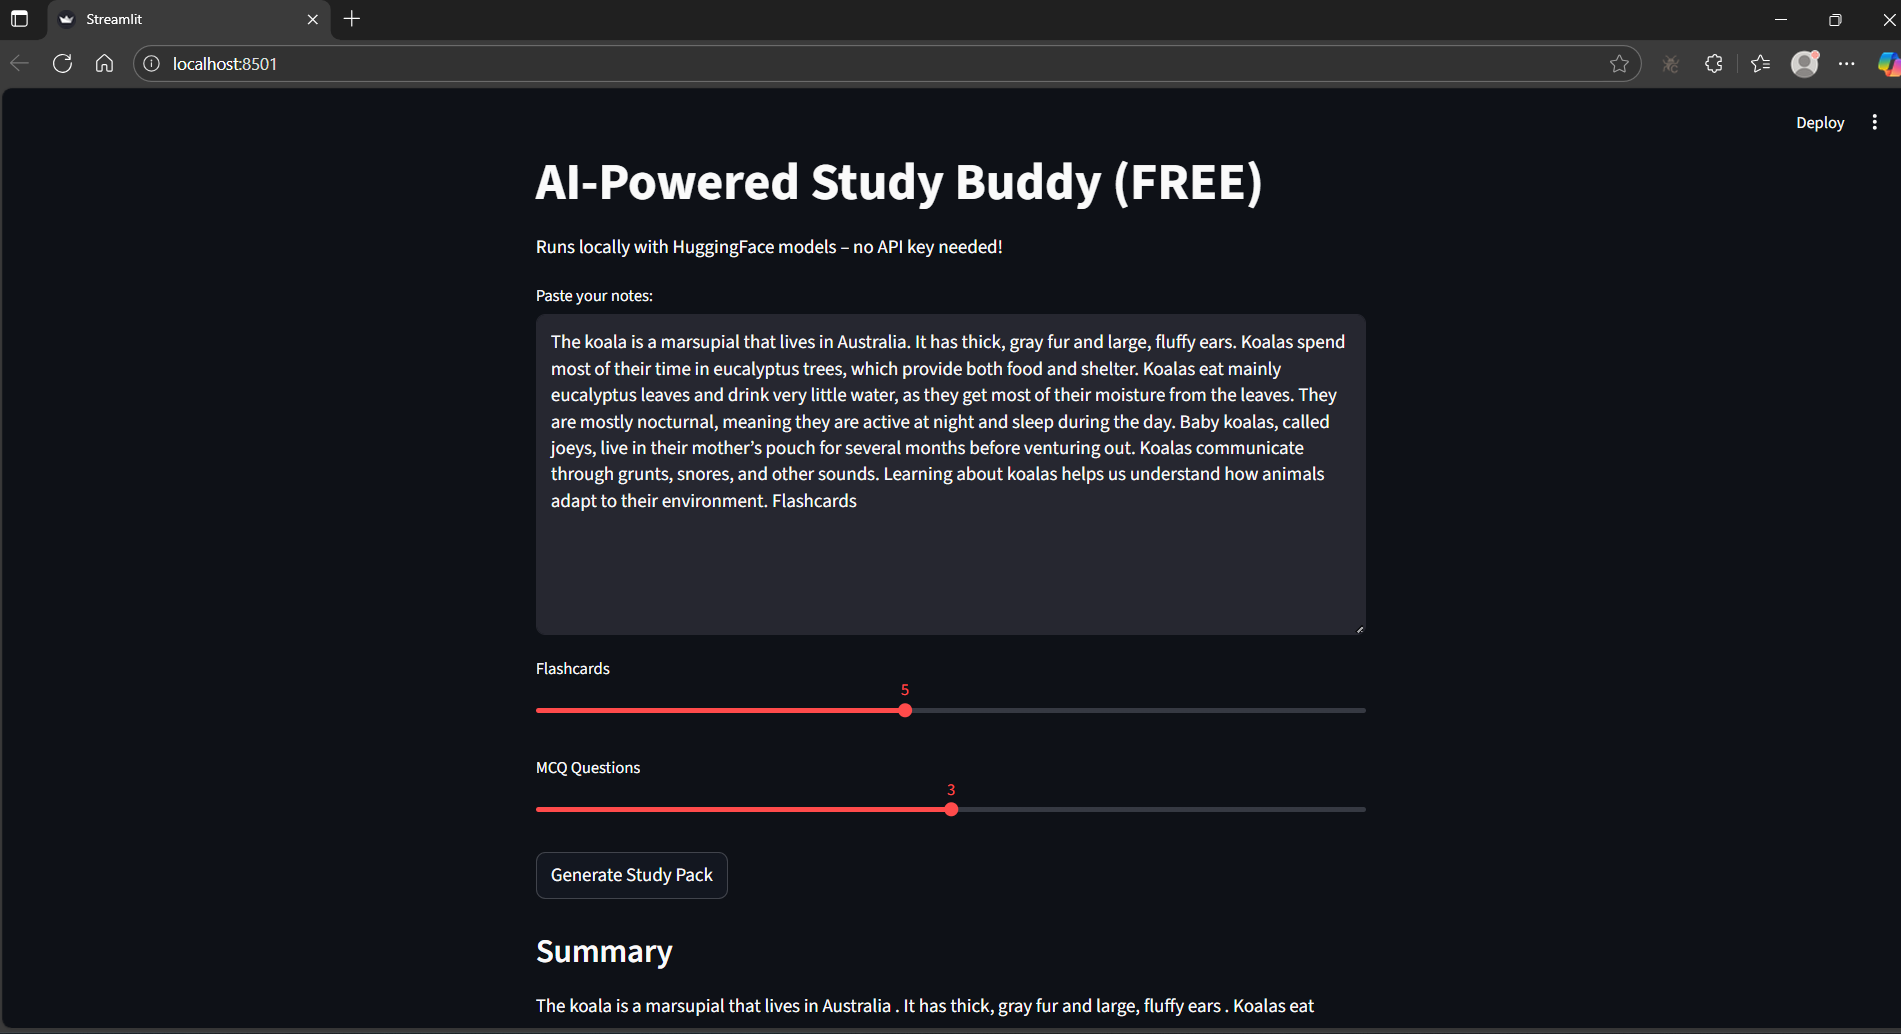 Streamlit
localhost:8501
Deploy
AI-Powered Study Buddy (FREE)
Runs locally with HuggingFace models – no API key needed!
Paste your notes:
The koala is a marsupial that lives in Australia. It has thick, gray fur and large, fluffy ears. Koalas spend
most of their time in eucalyptus trees, which provide both food and shelter. Koalas eat mainly
eucalyptus leaves and drink very little water, as they get most of their moisture from the leaves. They
are mostly nocturnal, meaning they are active at night and sleep during the day. Baby koalas, called
joeys, live in their mother’s pouch for several months before venturing out. Koalas communicate
through grunts, snores, and other sounds. Learning about koalas helps us understand how animals
adapt to their environment. Flashcards
Flashcards
5
MCQ Questions
3
Generate Study Pack
Summary
The koala is a marsupial that lives in Australia . It has thick, gray fur and large, fluffy ears . Koalas eat